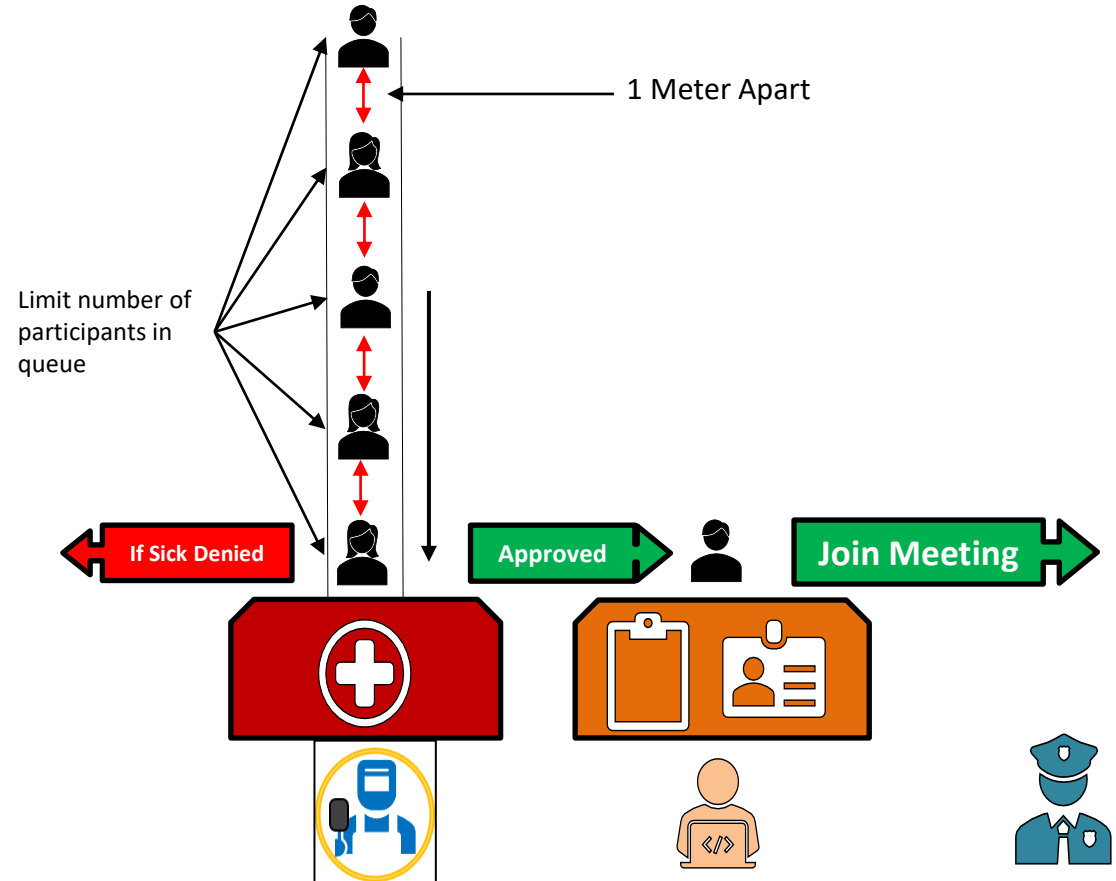 1 Meter Apart
Limit number of
participants in
queue
If Sick Denied
Approved
Join Meeting
</>